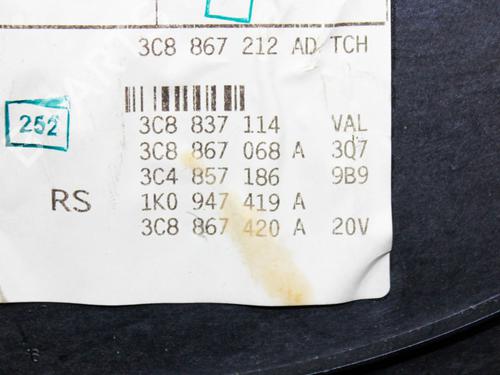 3C8 867 212 AD TCH
252
3C8 837 114 VAL
3C8 867 068 A 3Q7
3C4 857 186 9B9
RS 1K0 947 419 A
3C8 867 420 A 20V